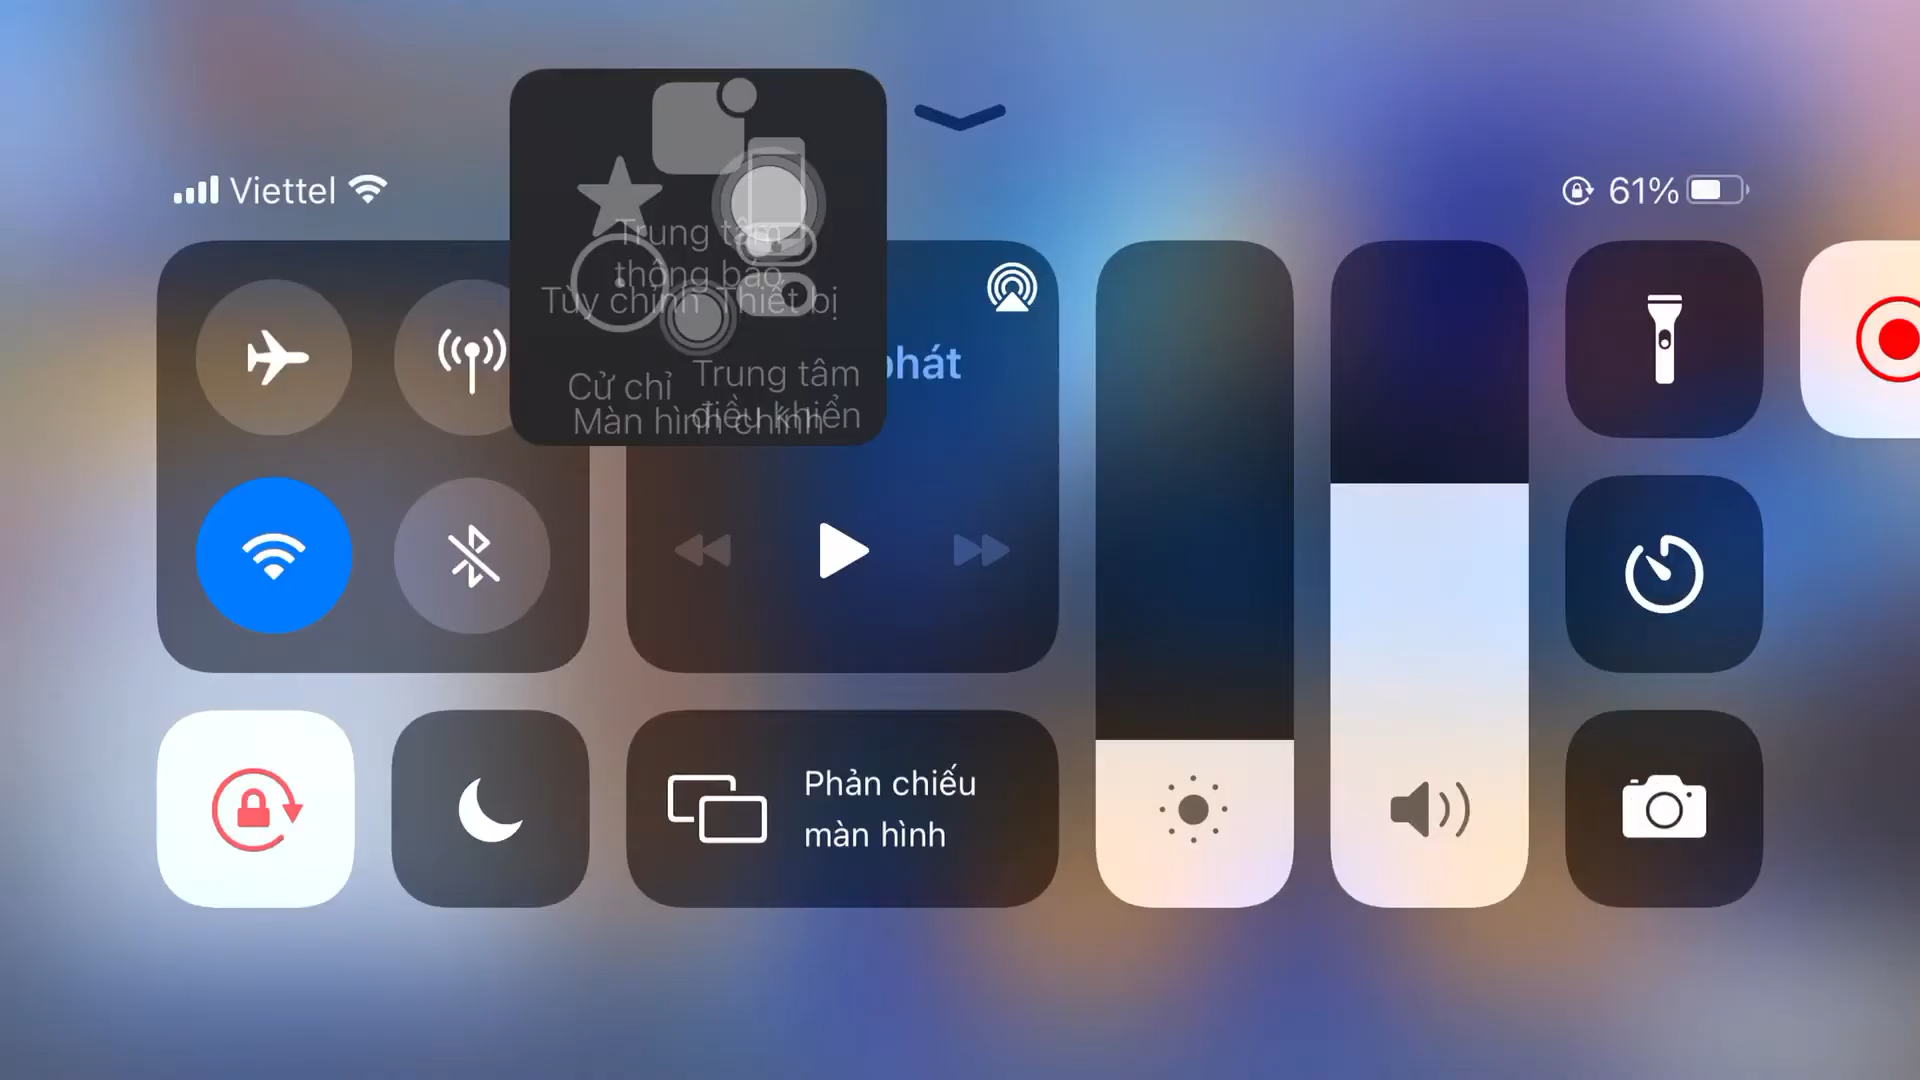 Viettel
61%
Trung tâm
thông báo
Tùy chỉnh Thiết bị
phát
Cử chỉ
Trung tâm
điều khiển
Màn hình chính
Phản chiếu
màn hình